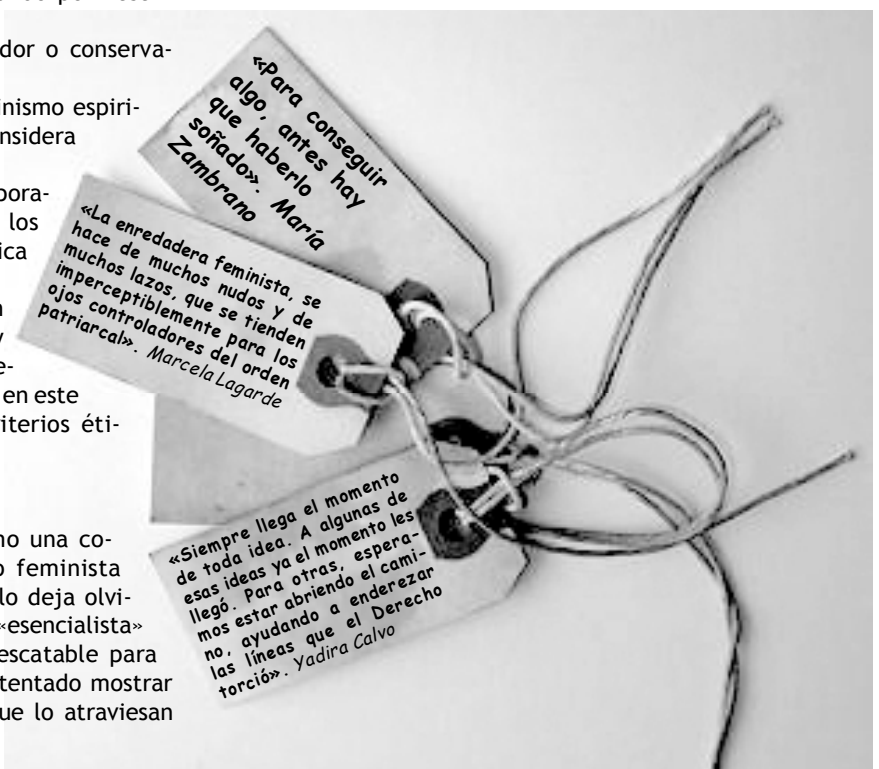 dor o conserva-
inismo espiri-
nsidera
pora-
los
ica
n
y
e-
en este
iterios éti-
no una co-
o feminista
lo deja olvi-
«esencialista»
escatable para
tentado mostrar
ue lo atraviesan
«Para conseguir
algo, antes hay
que haberlo
soñado». María
Zambrano
«La enredadera feminista, se
hace de muchos nudos y de
muchos lazos, que se tienden
imperceptiblemente para los
ojos controladores del orden
patriarcal». Marcela Lagarde
«Siempre llega el momento
de toda idea. A algunas de
esas ideas ya el momento les
llegó. Para otras, espera-
mos estar abriendo el cami-
no, ayudando a enderezar
las líneas que el Derecho
torció». Yadira Calvo